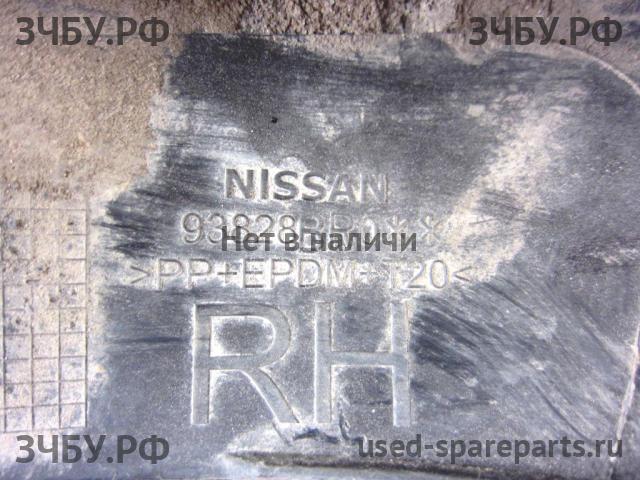 ЗЧБУ.РФ ЗЧБУ.РФ
NISSAN
Нет в наличи
>PP+EPDM-T20<
RH
ЗЧБУ.РФ used-spareparts.ru